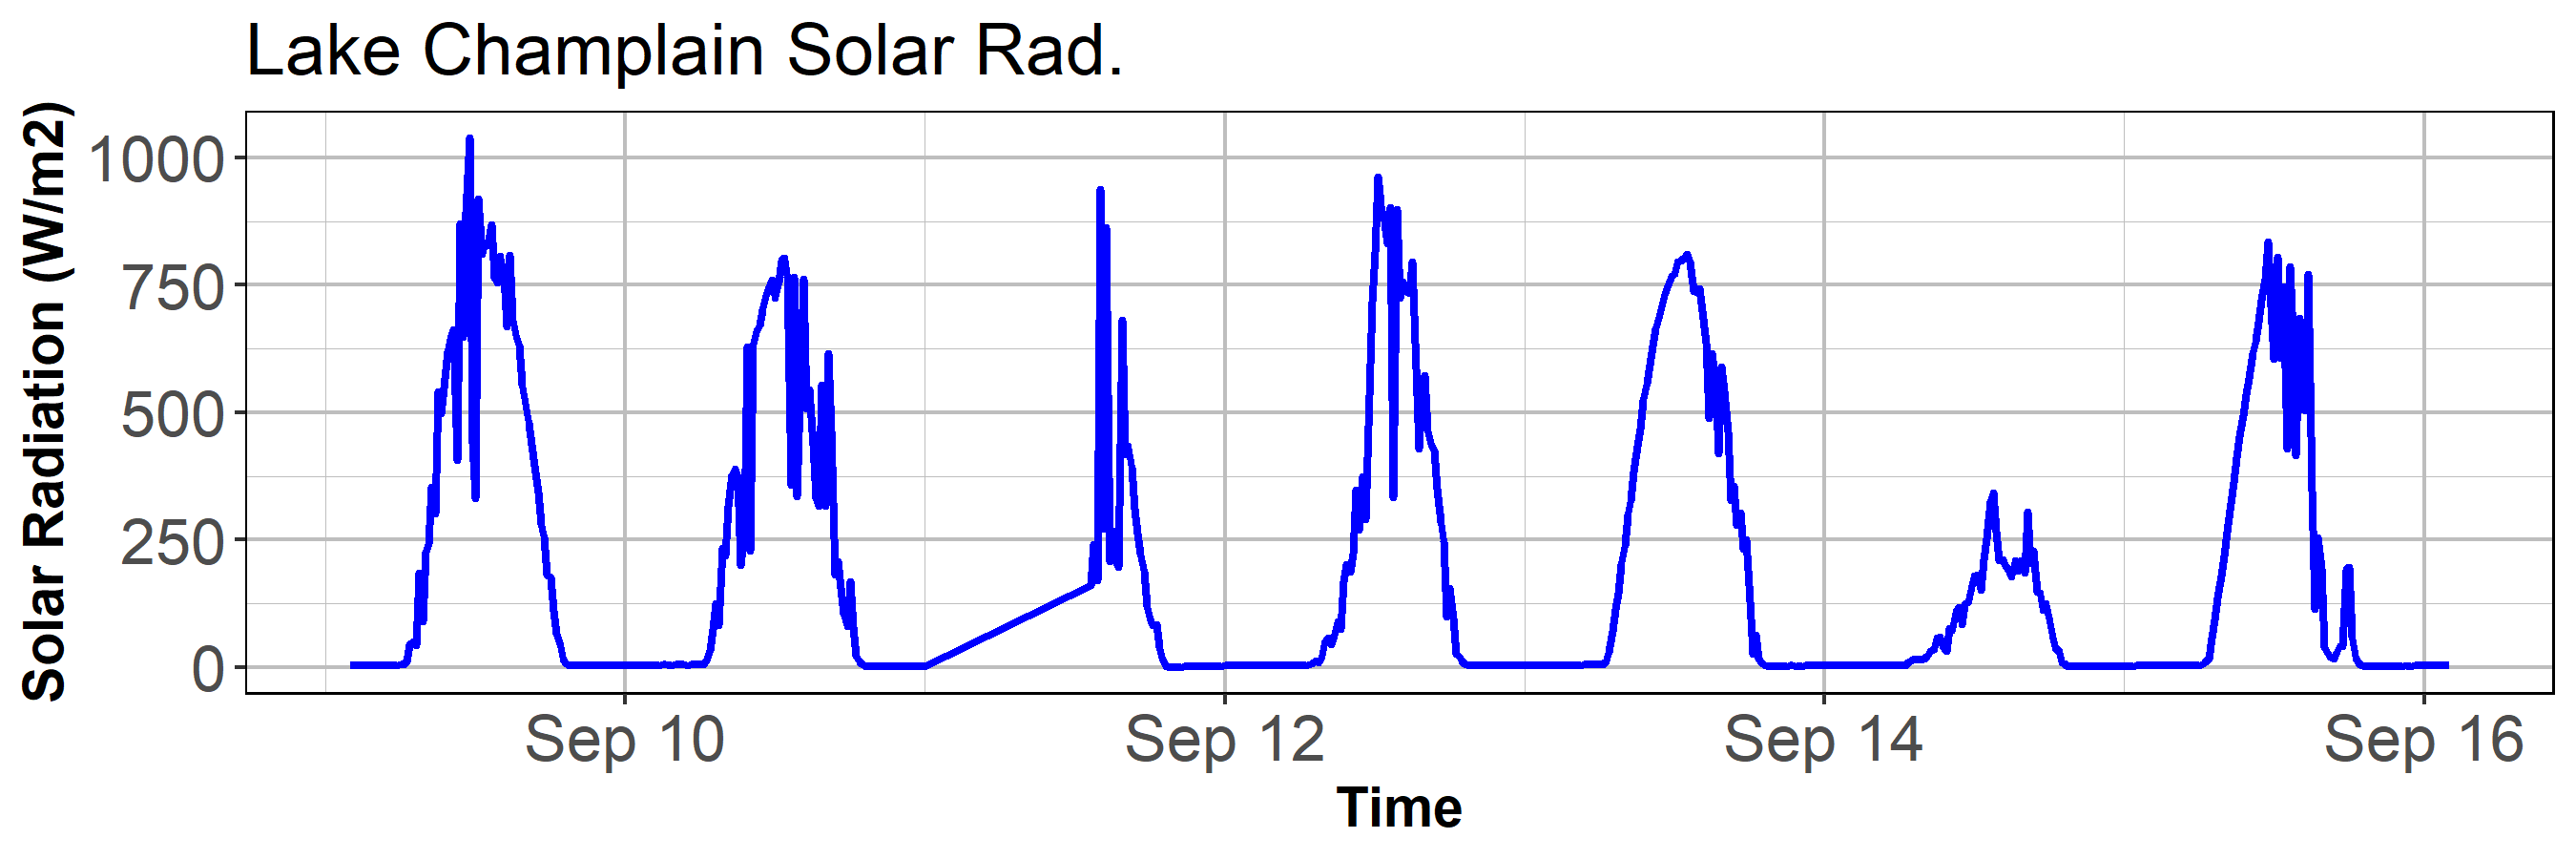 Lake Champlain Solar Rad.
Solar Radiation (W/m2)
1000
750
500
250
0
Sep 10 Sep 12 Sep 14 Sep 16
Time